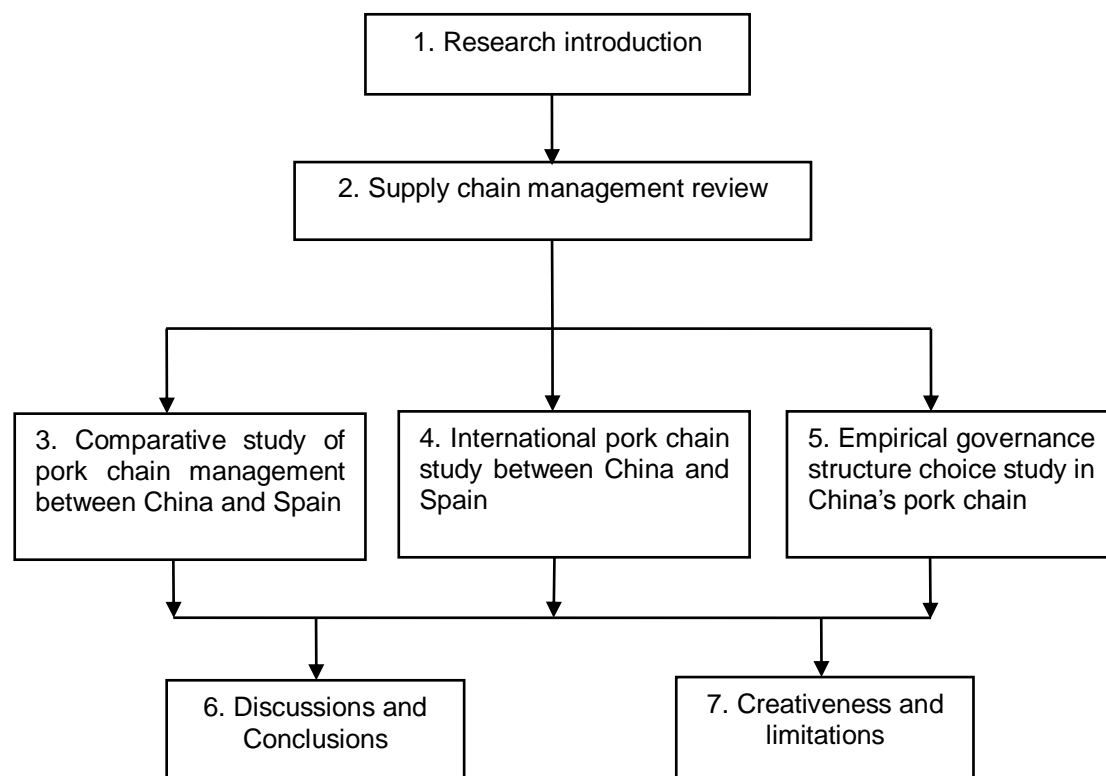 1. Research introduction
2. Supply chain management review
3. Comparative study of
pork chain management
between China and Spain
4. International pork chain
study between China and
Spain
5. Empirical governance
structure choice study in
China’s pork chain
6. Discussions and
Conclusions
7. Creativeness and
limitations